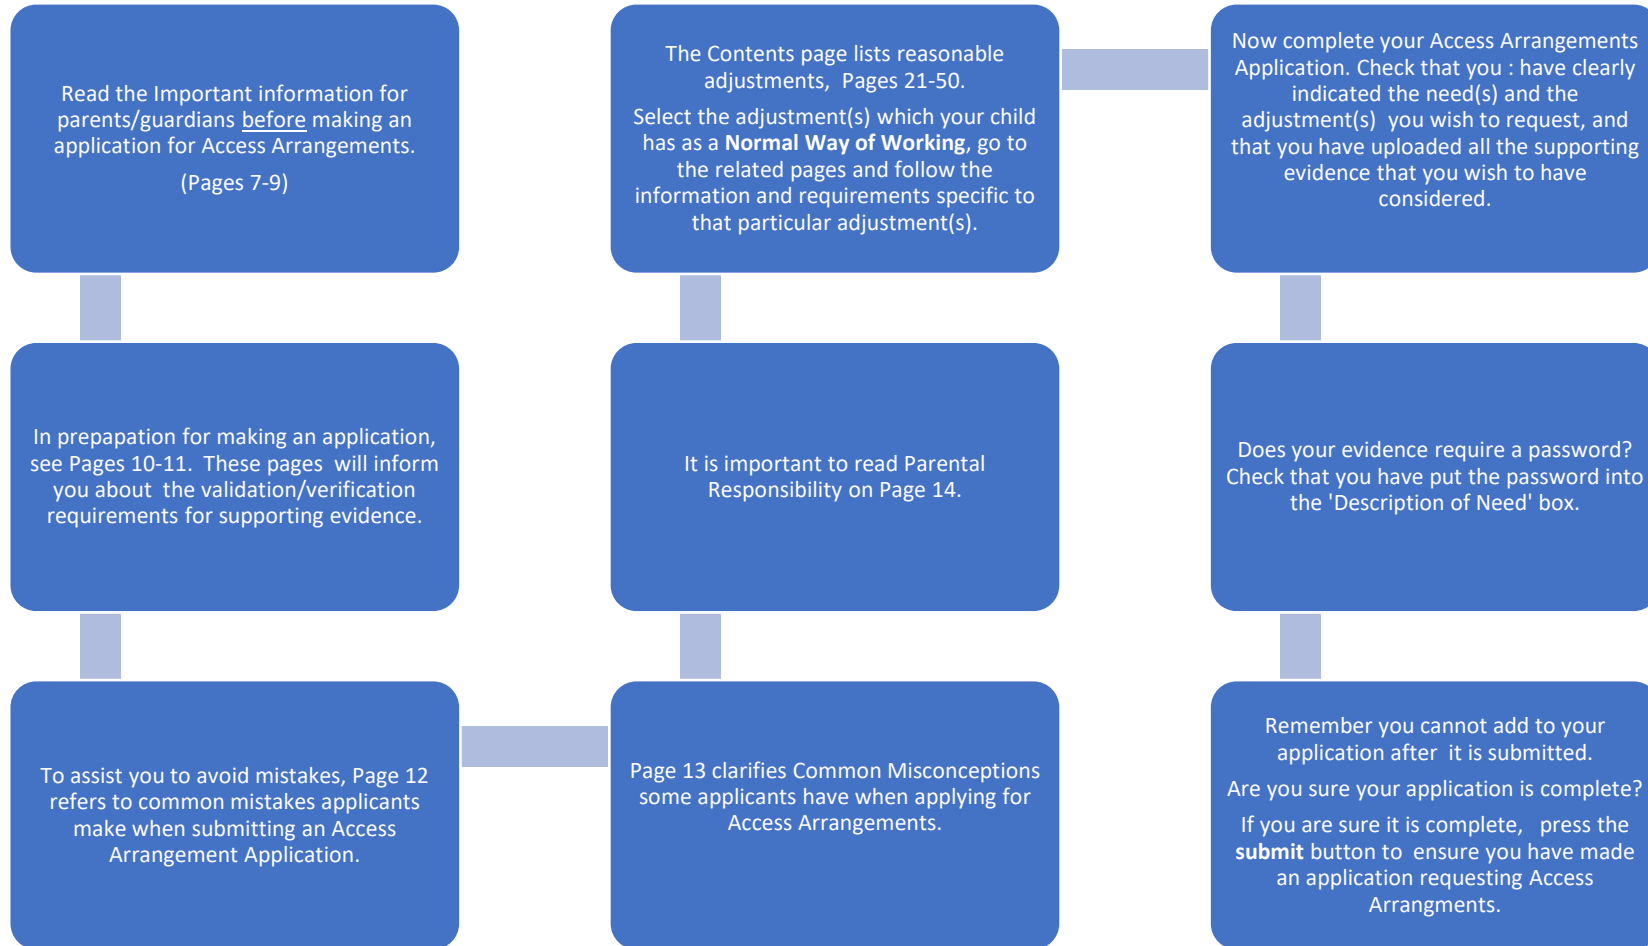 Read the Important information for
parents/guardians before making an
application for Access Arrangements.
(Pages 7-9)
In prepapation for making an application,
see Pages 10-11. These pages will inform
you about the validation/verification
requirements for supporting evidence.
To assist you to avoid mistakes, Page 12
refers to common mistakes applicants
make when submitting an Access
Arrangement Application.
Page 13 clarifies Common Misconceptions
some applicants have when applying for
Access Arrangements.
It is important to read Parental
Responsibility on Page 14.
The Contents page lists reasonable
adjustments, Pages 21-50.
Select the adjustment(s) which your child
has as a Normal Way of Working, go to
the related pages and follow the
information and requirements specific to
that particular adjustment(s).
Now complete your Access Arrangements
Application. Check that you : have clearly
indicated the need(s) and the
adjustment(s) you wish to request, and
that you have uploaded all the supporting
evidence that you wish to have
considered.
Does your evidence require a password?
Check that you have put the password into
the 'Description of Need' box.
Remember you cannot add to your
application after it is submitted.
Are you sure your application is complete?
If you are sure it is complete, press the
submit button to ensure you have made
an application requesting Access
Arrangments.